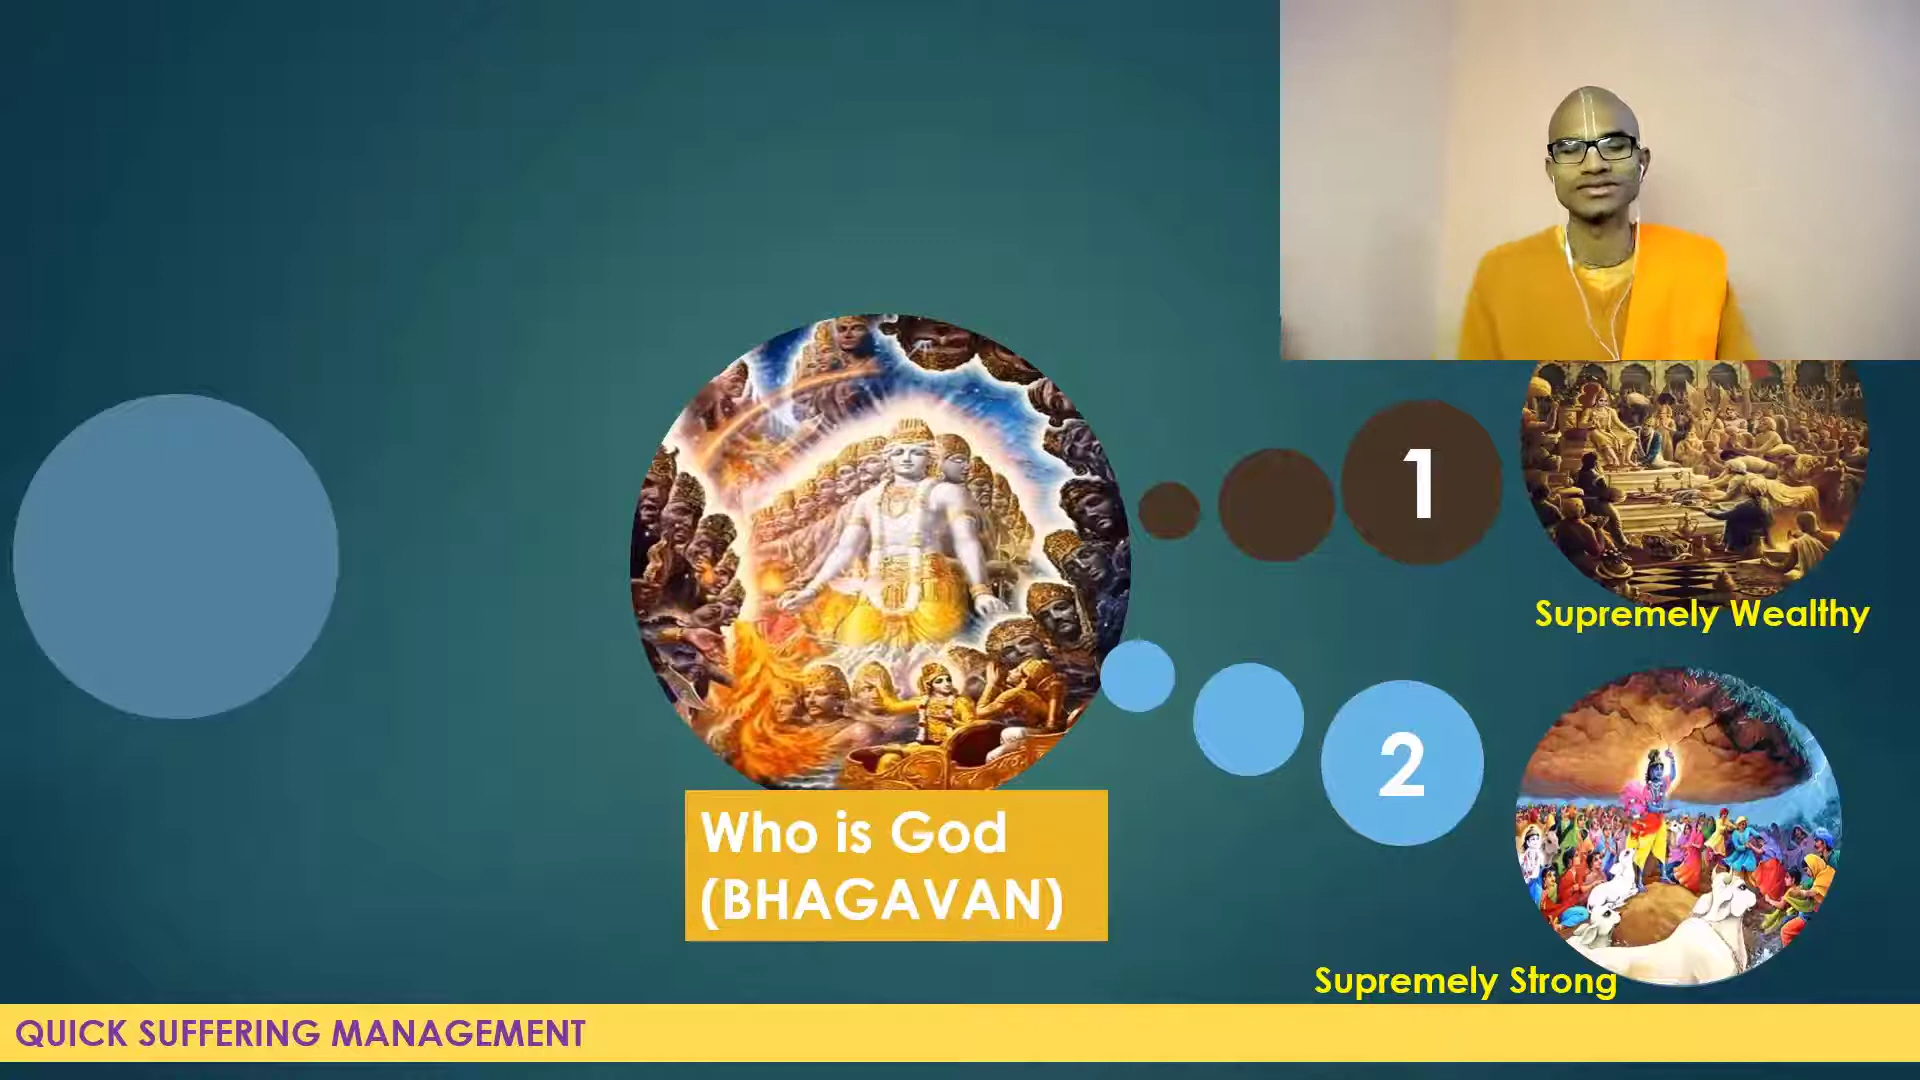 1
Supremely Wealthy
2
Supremely Strong
Who is God
(BHAGAVAN)
QUICK SUFFERING MANAGEMENT